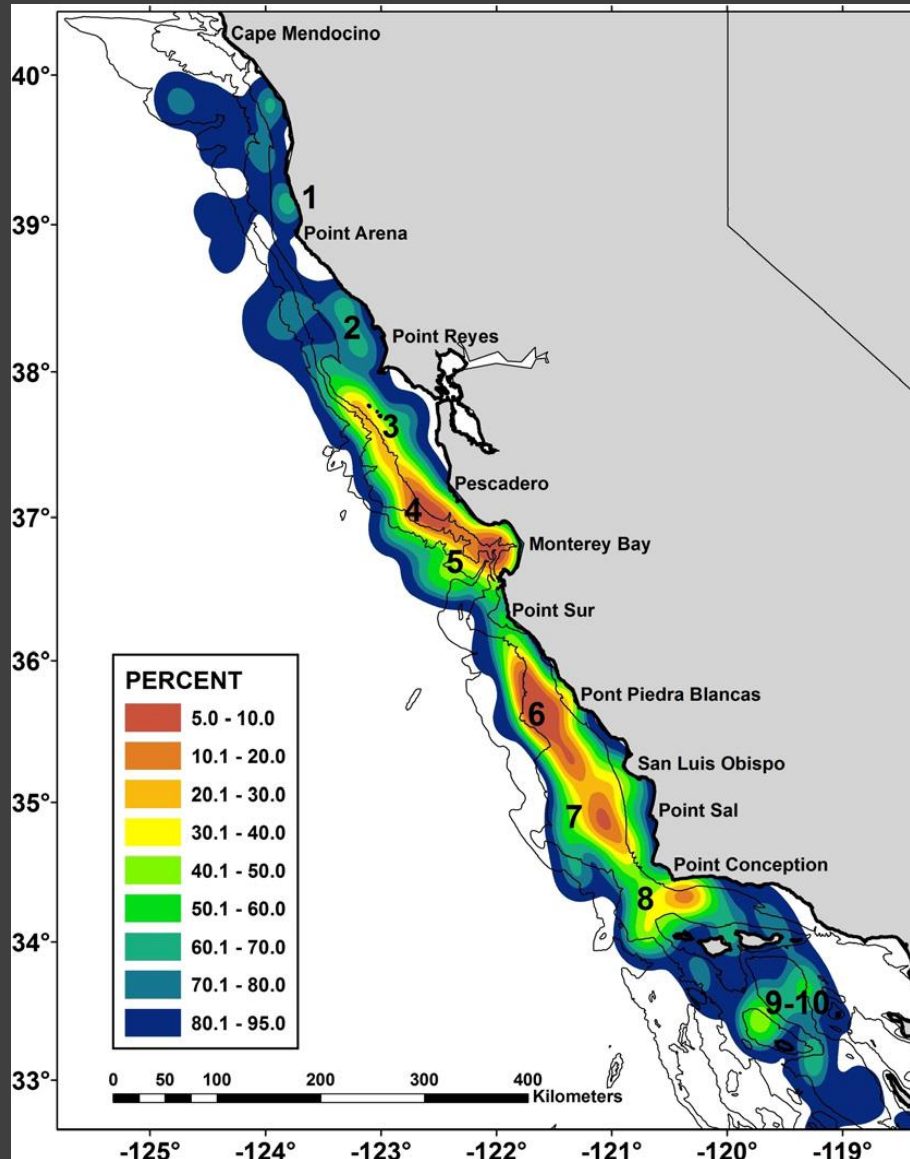 Cape Mendocino
40°
1
39°
Point Arena
2
Point Reyes
38°
3
Pescadero
4
37°
Monterey Bay
5
Point Sur
36°
PERCENT
Pont Piedra Blancas
5.0 - 10.0
6
10.1 - 20.0
San Luis Obispo
20.1 - 30.0
35°
7
Point Sal
30.1 - 40.0
Point Conception
40.1 - 50.0
8
50.1 - 60.0
34°
60.1 - 70.0
70.1 - 80.0
9-10
80.1 - 95.0
33°
0 50 100 200 300 400
Kilometers
-125° -124° -123° -122° -121° -120° -119°